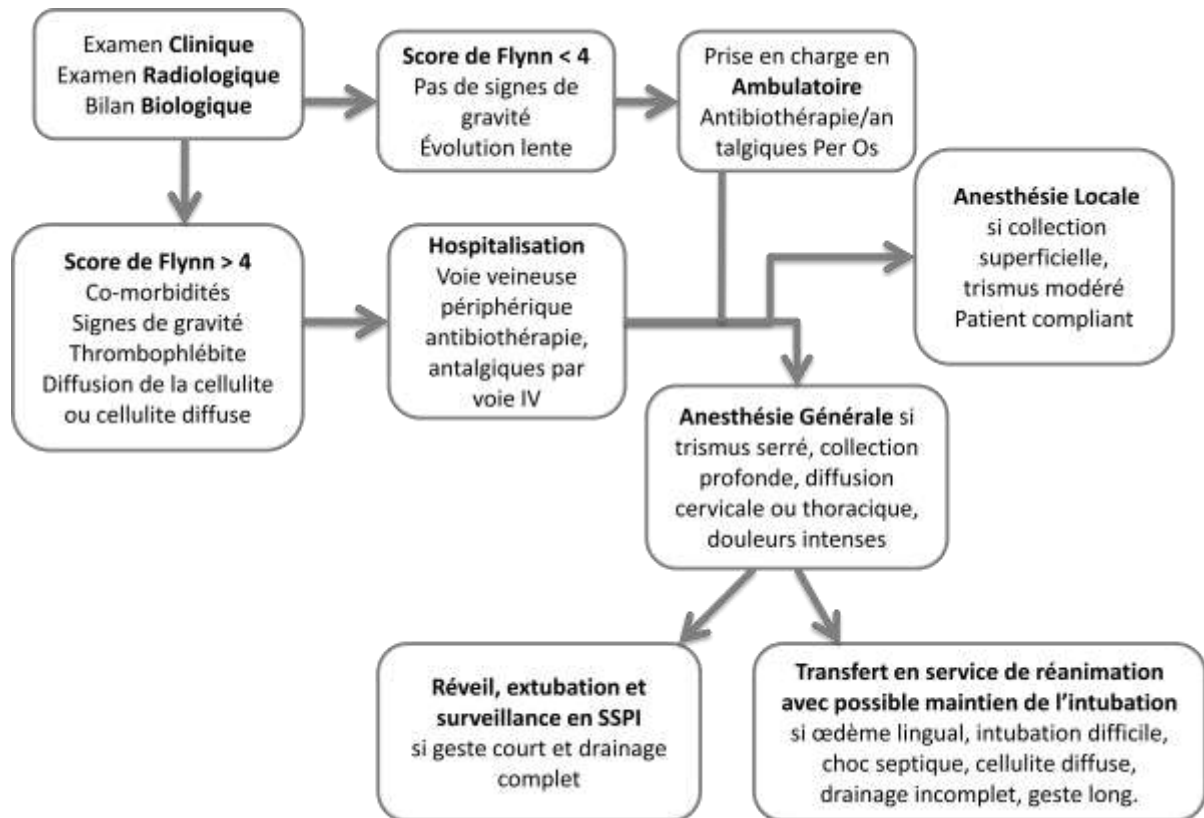 Examen Clinique
Examen Radiologique
Bilan Biologique
Score de Flynn < 4
Pas de signes de
gravité
Évolution lente
Prise en charge en
Ambulatoire
Antibiothérapie/an
talgiques Per Os
Anesthésie Locale
si collection
superficielle,
trismus modéré
Patient compliant
Score de Flynn > 4
Co-morbidités
Signes de gravité
Thrombophlébite
Diffusion de la cellulite
ou cellulite diffuse
Hospitalisation
Voie veineuse
périphérique
antibiothérapie,
antalgiques par
voie IV
Anesthésie Générale si
trismus serré, collection
profonde, diffusion
cervicale ou thoracique,
douleurs intenses
Réveil, extubation et
surveillance en SSPI
si geste court et drainage
complet
Transfert en service de réanimation
avec possible maintien de l'intubation
si œdème lingual, intubation difficile,
choc septique, cellulite diffuse,
drainage incomplet, geste long.